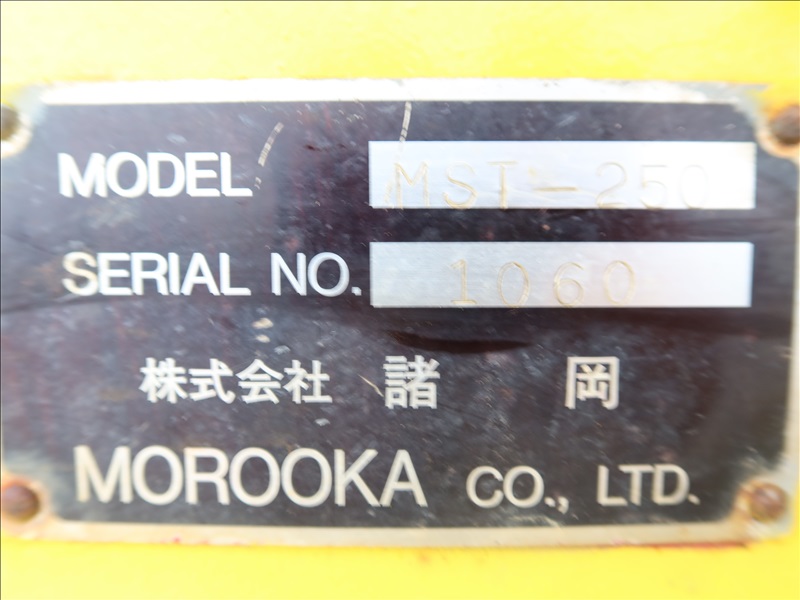 MODEL MST-250
SERIAL NO. 1060
株式会社 諸岡
MOROOKA CO., LTD.